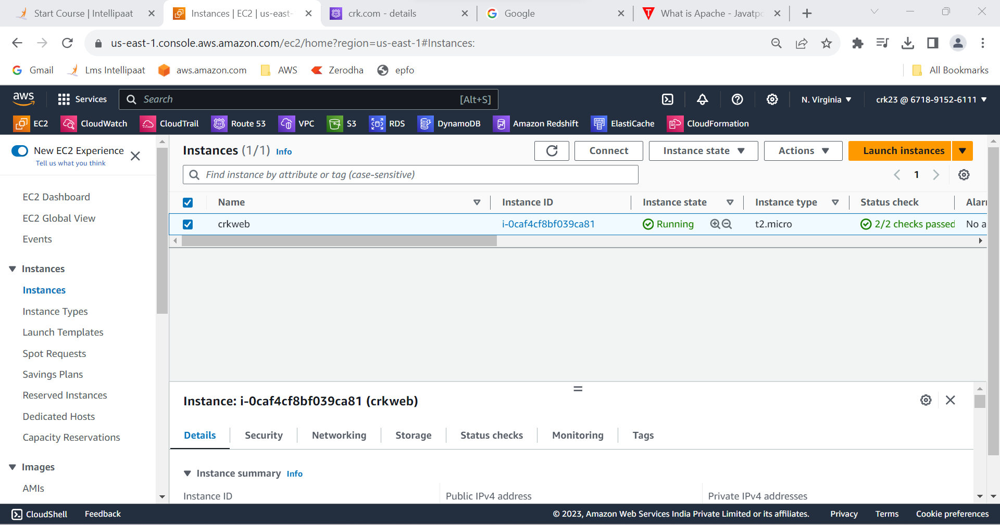 Start Course | Intellipaat
Instances | EC2 | us-east-
crk.com - details
Google
What is Apache - Javatpo
us-east-1.console.aws.amazon.com/ec2/home?region=us-east-1#Instances:
Gmail
Lms Intellipaat
aws.amazon.com
AWS
Zerodha
epfo
All Bookmarks
aws
Services
Search
[Alt+S]
N. Virginia
crk23 @ 6718-9152-6111
EC2
CloudWatch
CloudTrail
Route 53
VPC
S3
RDS
DynamoDB
Amazon Redshift
ElastiCache
CloudFormation
New EC2 Experience
Tell us what you think
EC2 Dashboard
EC2 Global View
Events
Instances
Instances
Instance Types
Launch Templates
Spot Requests
Savings Plans
Reserved Instances
Dedicated Hosts
Capacity Reservations
Images
AMIs
Instances (1/1) Info
Connect
Instance state
Actions
Launch instances
Find instance by attribute or tag (case-sensitive)
1
Name
Instance ID
Instance state
Instance type
Status check
Alarr
crkweb
i-0caf4cf8bf039ca81
Running
t2.micro
2/2 checks passed
No a
Instance: i-0caf4cf8bf039ca81 (crkweb)
Details
Security
Networking
Storage
Status checks
Monitoring
Tags
Instance summary Info
Instance ID
Public IPv4 address
Private IPv4 addresses
CloudShell
Feedback
© 2023, Amazon Web Services India Private Limited or its affiliates.
Privacy
Terms
Cookie preferences